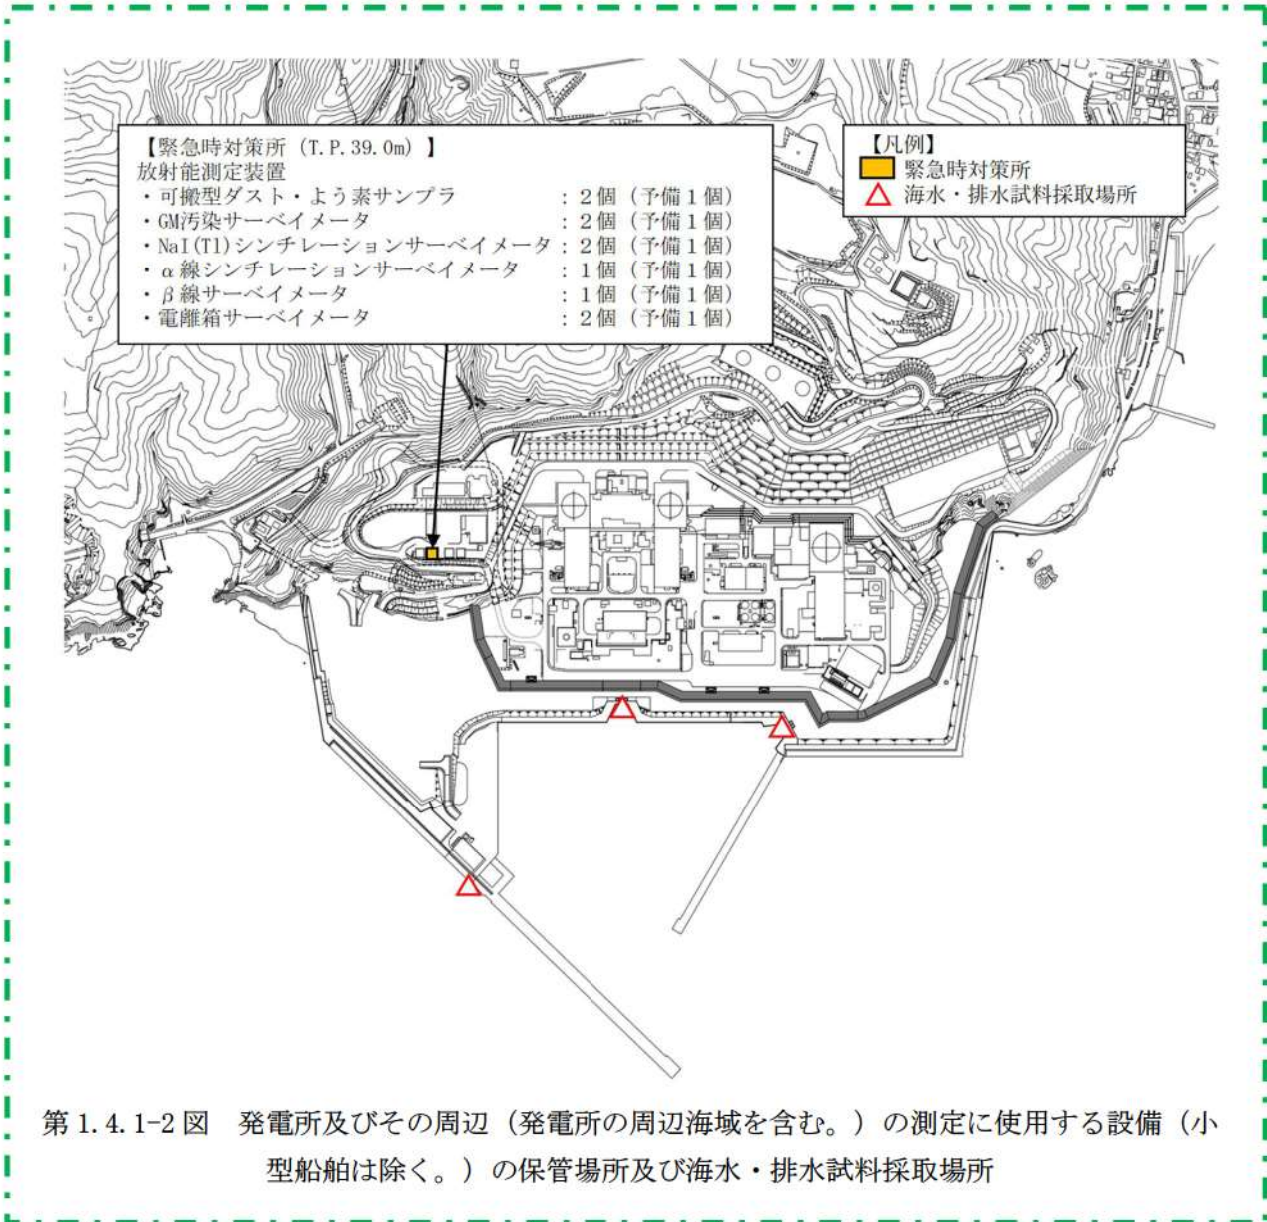 【緊急時対策所 (T.P.39.0m) 】
放射能測定装置
・可搬型ダスト・よう素サンプラ : 2個 (予備1個)
・GM汚染サーベイメータ : 2個 (予備1個)
・NaI(Tl)シンチレーションサーベイメータ : 2個 (予備1個)
・α線シンチレーションサーベイメータ : 1個 (予備1個)
・β線サーベイメータ : 1個 (予備1個)
・電離箱サーベイメータ : 2個 (予備1個)
【凡例】
緊急時対策所
海水・排水試料採取場所
第1.4.1-2図 発電所及びその周辺（発電所の周辺海域を含む。）の測定に使用する設備（小
型船舶は除く。）の保管場所及び海水・排水試料採取場所